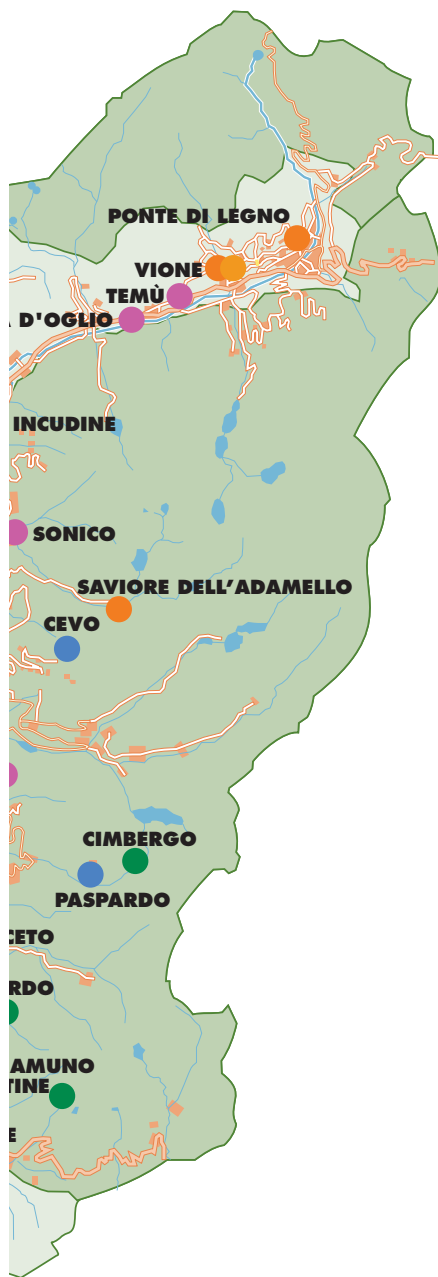 PONTE DI LEGNO
VIONE
TEMÙ
A D'OGLIO
INCUDINE
SONICO
SAVIORE DELL'ADAMELLO
CEVO
CIMBERGO
PASPARDO
CETO
RDO
AMUNO
TINE
E